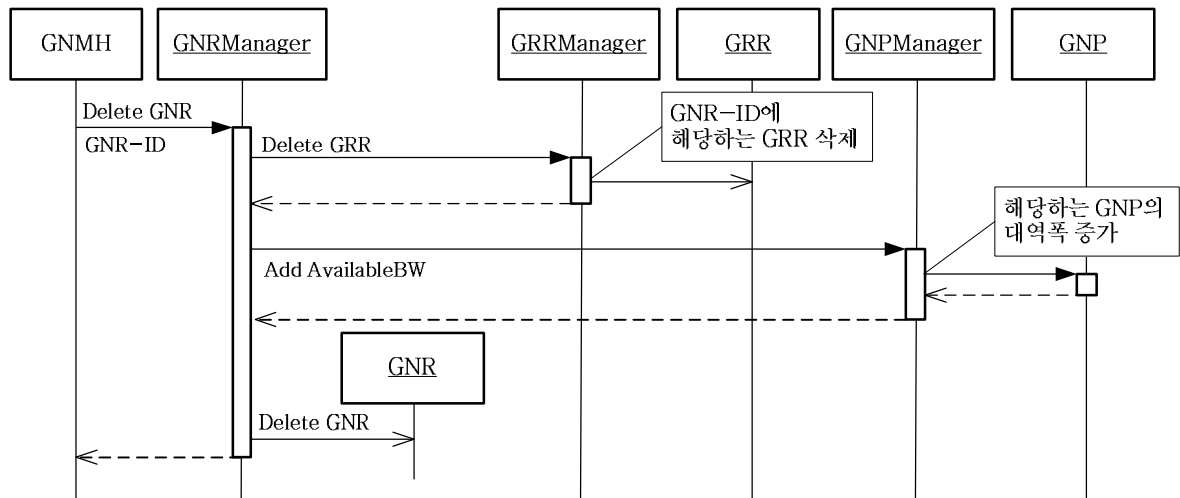 GNMH
GNRManager
GRRManager
GRR
GNPManager
GNP
Delete GNR
GNR-ID
Delete GRR
GNR-ID에
해당하는 GRR 삭제
해당하는 GNP의
대역폭 증가
Add AvailableBW
GNR
Delete GNR